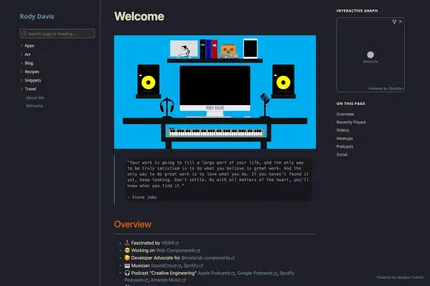 Rody Davis
Search page or heading...
Apps
Art
Blog
Recipes
Snippets
Travel
About Me
Welcome
Welcome
RODY DAVIS
"Your work is going to fill a large part of your life, and the only way
to be truly satisfied is to do what you believe is great work. And the
only way to do great work is to love what you do. If you haven't found it
yet, keep looking. Don't settle. As with all matters of the heart, you'll
know when you find it."
- Steve Jobs
Overview
Fascinated by VR/AR
Working on Web Components
Developer Advocate for @material-components
Musician SoundCloud, Spotify
Podcast "Creative Engineering" Apple Podcasts, Google Podcasts, Spotify
Podcasts, Amazon Music
INTERACTIVE GRAPH
Welcome
Powered by Obsidian
ON THIS PAGE
Overview
Recently Played
Videos
Meetups
Podcasts
Social
Powered by Obsidian Publish